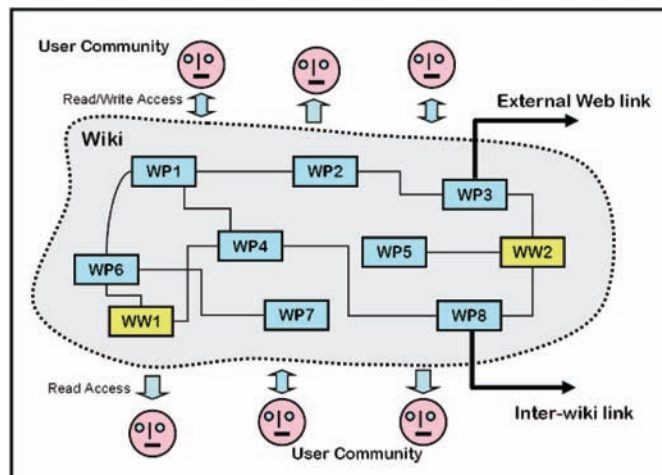 User Community
Read/Write Access
External Web link
Wiki
WP1
WP2
WP3
WP4
WP5
WW2
WP6
WW1
WP7
WP8
Read Access
Inter-wiki link
User Community